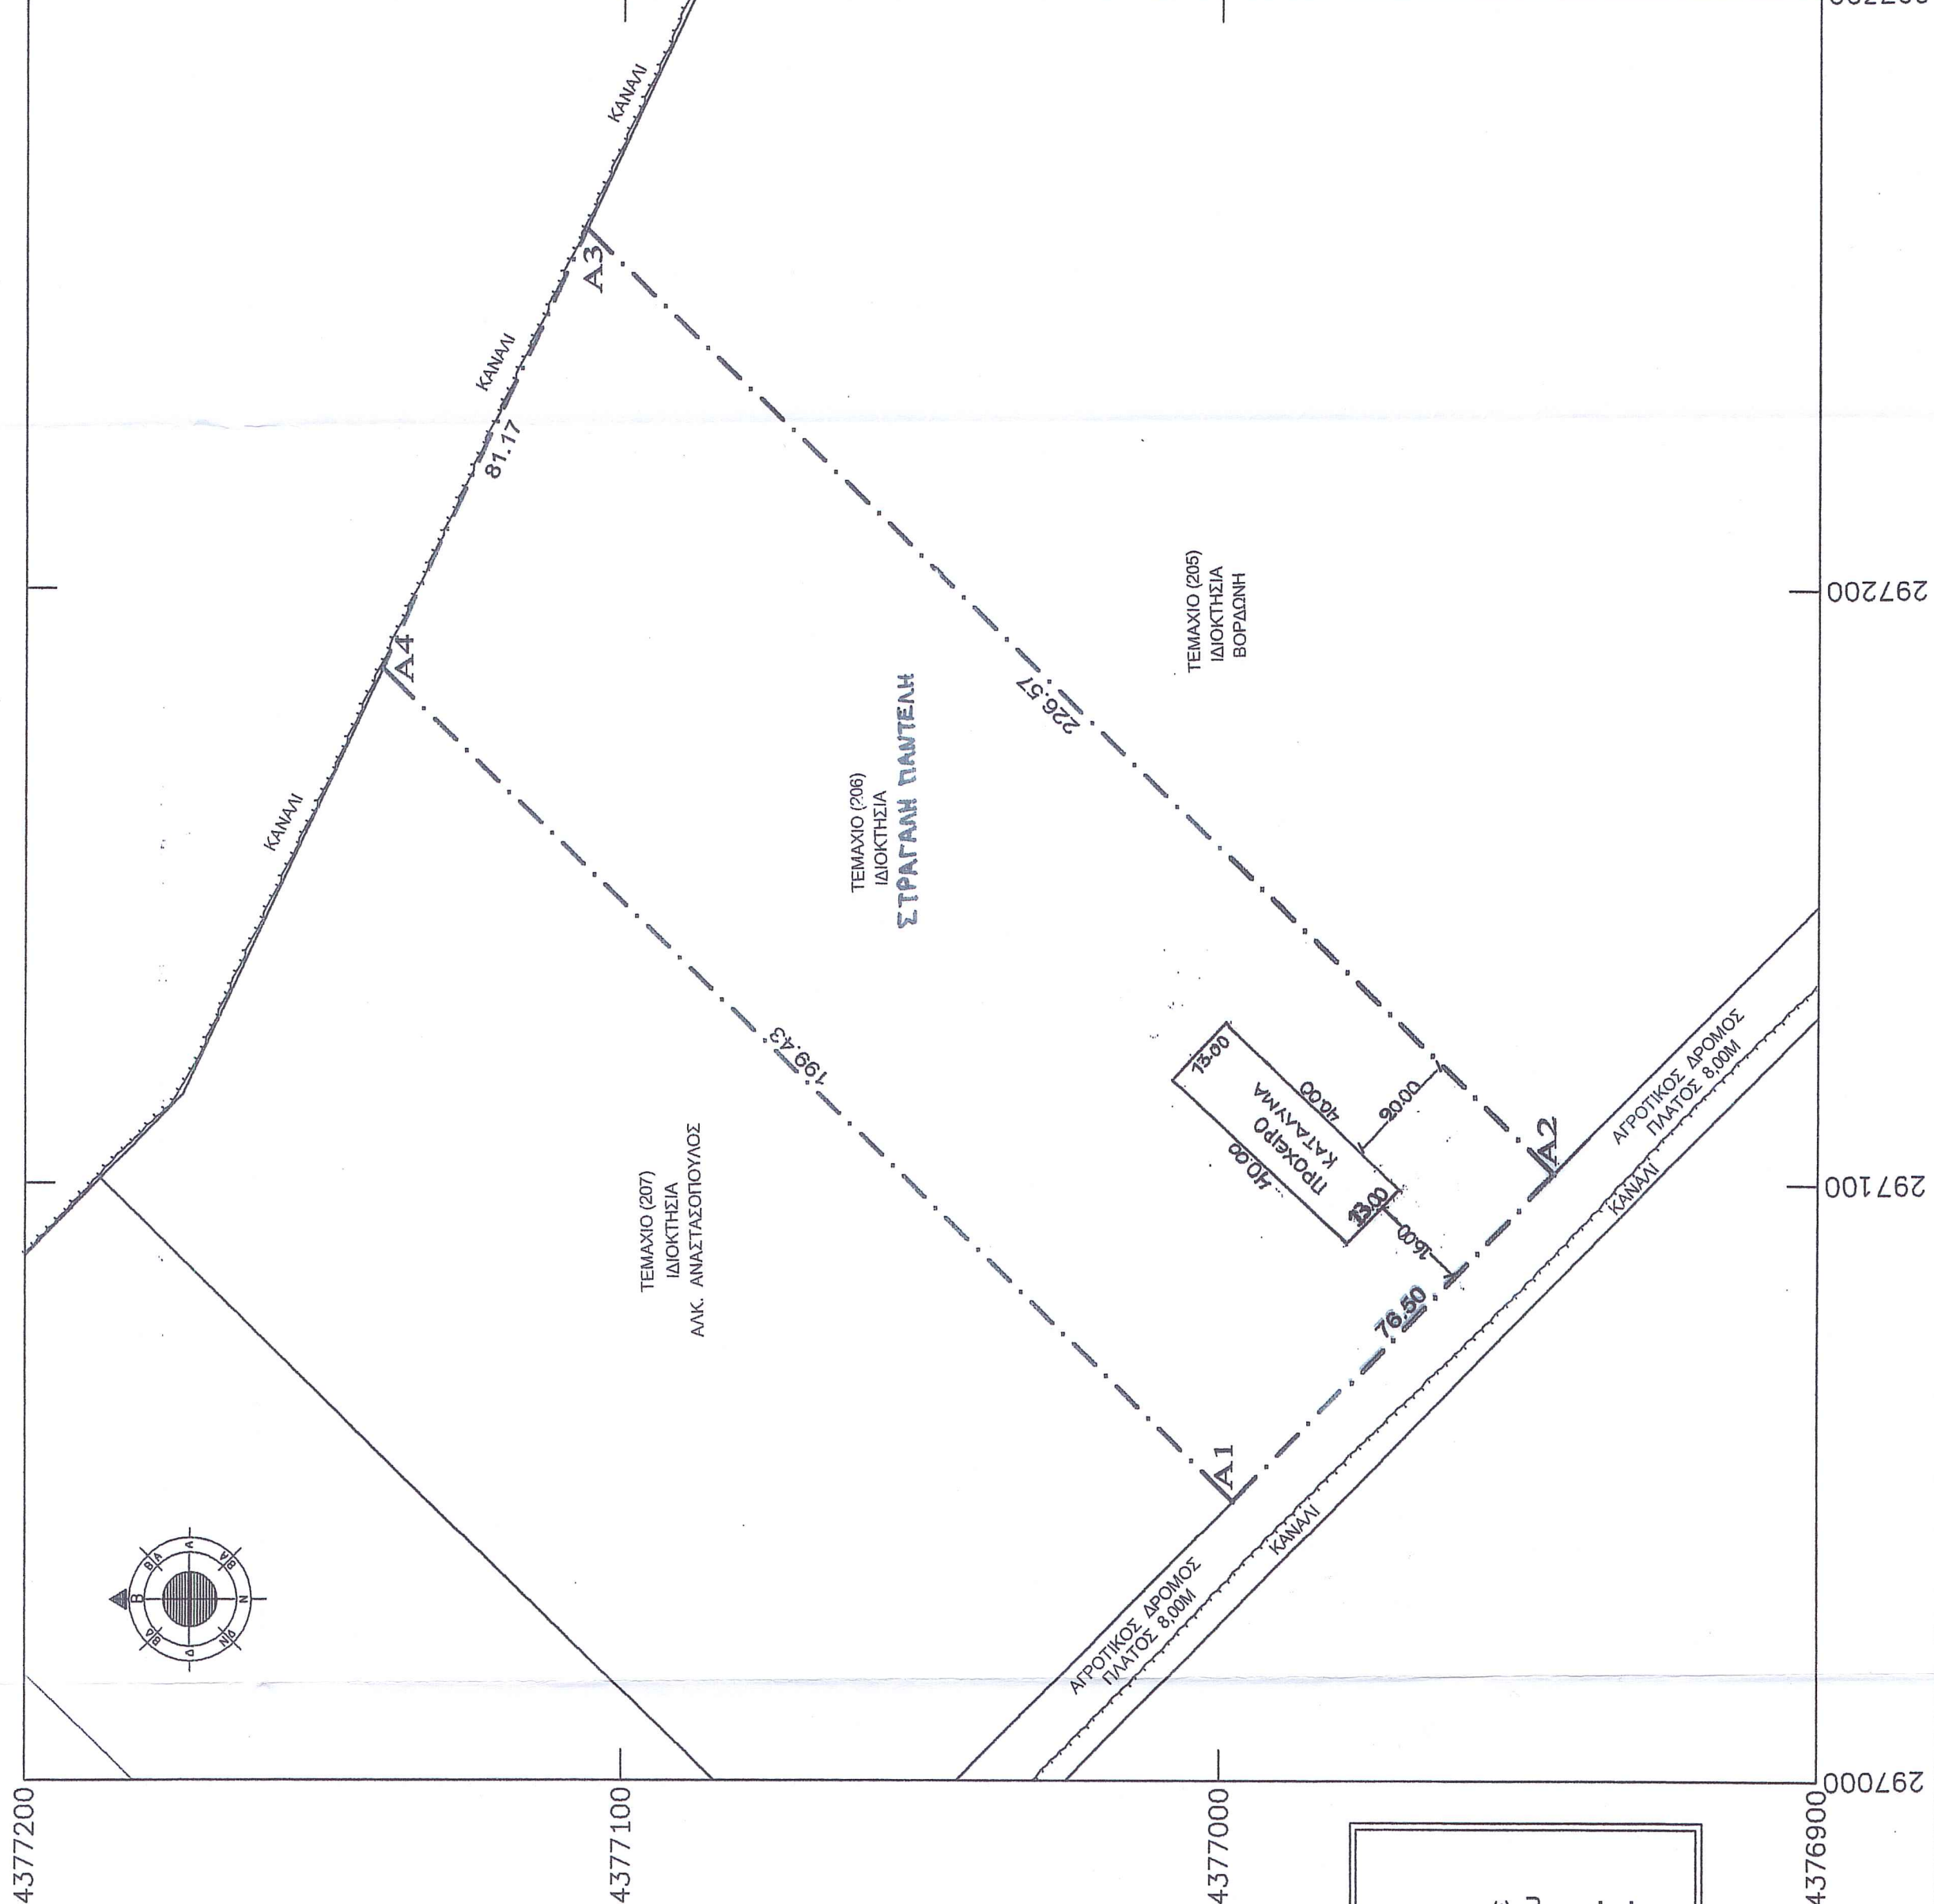 4377200
4377100
4377000
4376900
297000
297100
297200
ΚΑΝΑΛΙ
ΚΑΝΑΛΙ
ΚΑΝΑΛΙ
81.17
Α3
Α4
226.57
199.43
ΤΕΜΑΧΙΟ (205)
ΙΔΙΟΚΤΗΣΙΑ
ΒΟΡΔΩΝΗ
ΤΕΜΑΧΙΟ (206)
ΙΔΙΟΚΤΗΣΙΑ
ΣΤΡΑΓΑΛΗ ΠΑΝΤΕΛΗ
ΤΕΜΑΧΙΟ (207)
ΙΔΙΟΚΤΗΣΙΑ
ΑΛΚ. ΑΝΑΣΤΑΣΟΠΟΥΛΟΣ
13.00
40.00
ΠΡΟΧΕΙΡΟ
ΚΑΤΑΛΥΜΑ
40.00
13.00
20.00
16.00
76.50
Α1
Α2
ΑΓΡΟΤΙΚΟΣ ΔΡΟΜΟΣ
ΠΛΑΤΟΣ 8,00Μ
ΚΑΝΑΛΙ
ΑΓΡΟΤΙΚΟΣ ΔΡΟΜΟΣ
ΠΛΑΤΟΣ 8,00Μ
ΚΑΝΑΛΙ
Β
ΒΑ
Α
Ν
Δ
ΒΔ